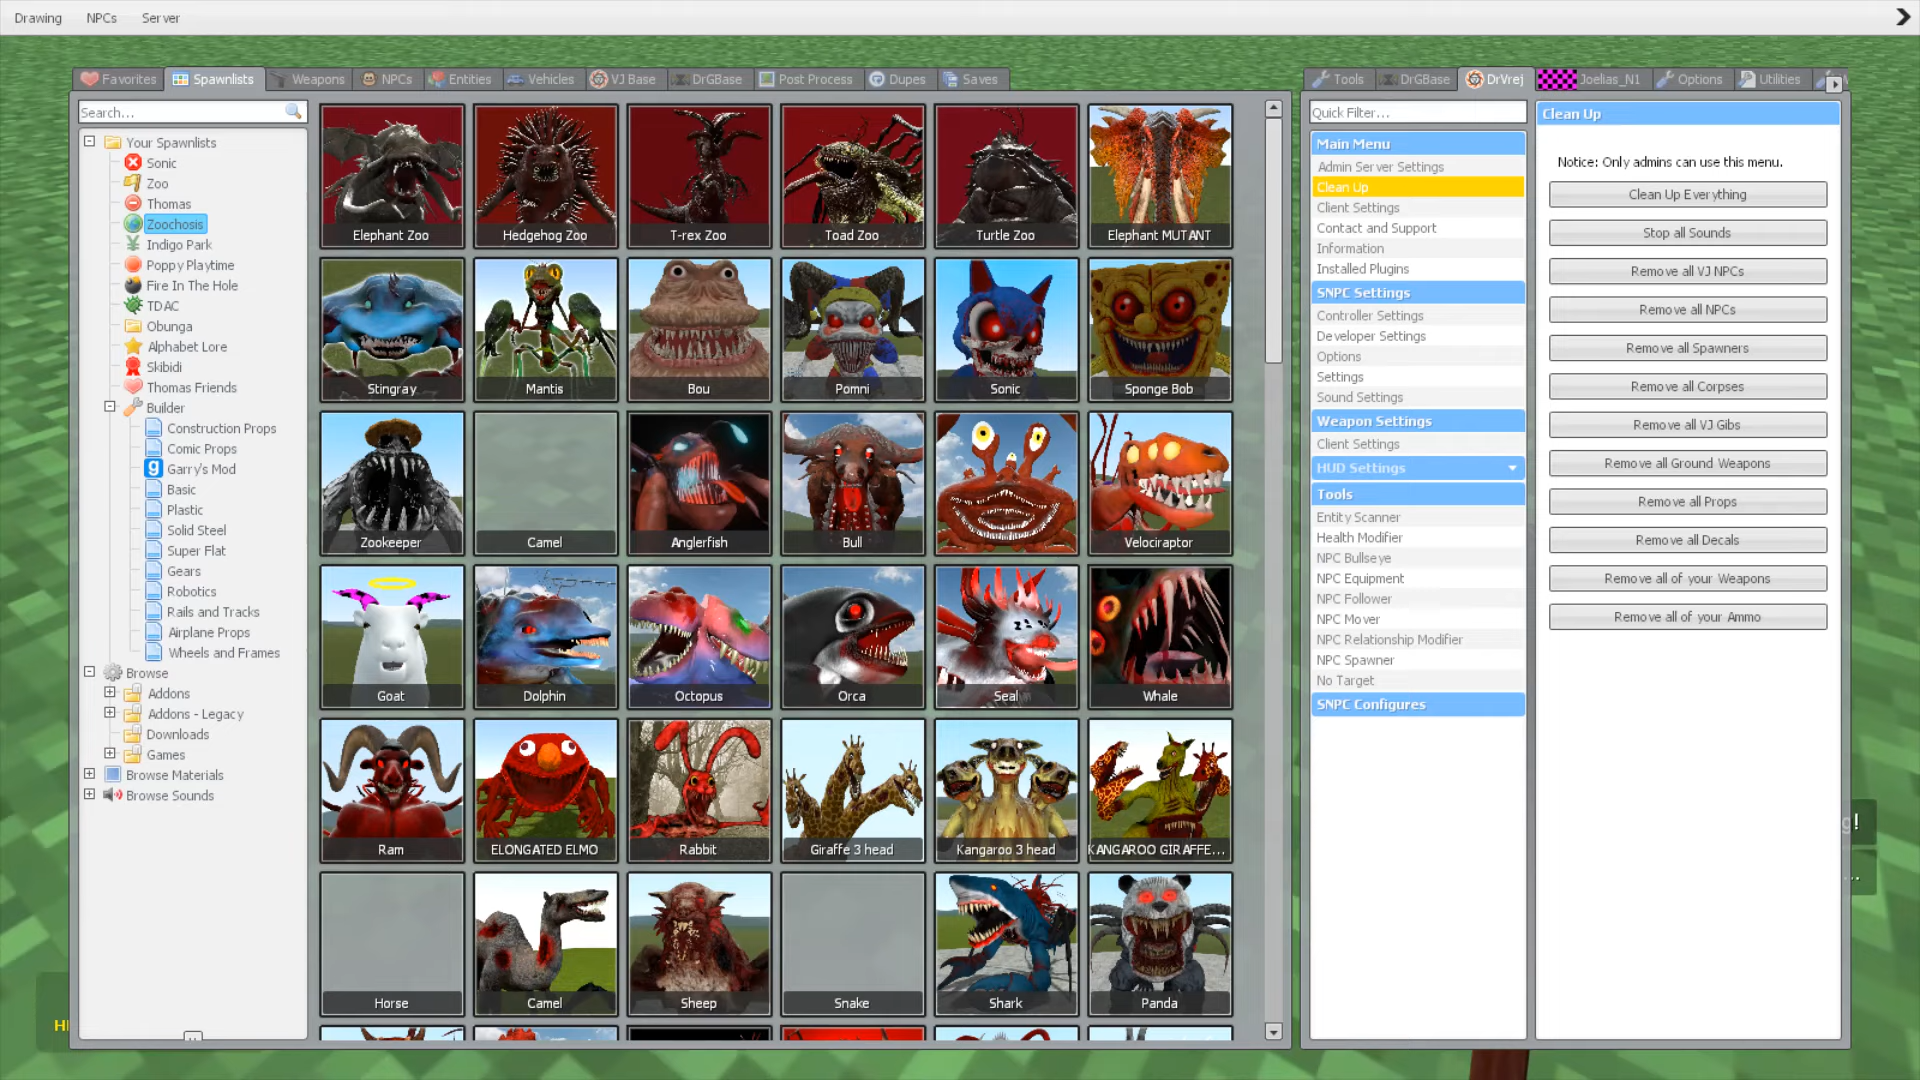 Drawing NPCs Server
Favorites Spawnlists Weapons NPCs Entities Vehicles VJ Base DrGBase Post Process Dupes Saves
Search...
Your Spawnlists
Sonic
Zoo
Thomas
Zoochosis
Indigo Park
Poppy Playtime
Fire In The Hole
TDAC
Obunga
Alphabet Lore
Skibidi
Thomas Friends
Builder
Construction Props
Comic Props
Garry's Mod
Basic
Plastic
Solid Steel
Super Flat
Gears
Robotics
Rails and Tracks
Airplane Props
Wheels and Frames
Browse
Addons
Addons - Legacy
Downloads
Games
Browse Materials
Browse Sounds
Elephant Zoo Hedgehog Zoo T-rex Zoo Toad Zoo Turtle Zoo Elephant MUTANT
Stingray Mantis Bou Pomni Sonic Sponge Bob
Zookeeper Camel Anglerfish Bull Velociraptor
Goat Dolphin Octopus Orca Seal Whale
Ram ELONGATED ELMO Rabbit Giraffe 3 head Kangaroo 3 head KANGAROO GIRAFFE...
Horse Camel Sheep Snake Shark Panda
Tools DrGBase DrVrej Joelias_N1 Options Utilities
Quick Filter...
Main Menu
Admin Server Settings
Clean Up
Client Settings
Contact and Support
Information
Installed Plugins
SNPC Settings
Controller Settings
Developer Settings
Options
Settings
Sound Settings
Weapon Settings
Client Settings
HUD Settings
Tools
Entity Scanner
Health Modifier
NPC Bullseye
NPC Equipment
NPC Follower
NPC Mover
NPC Relationship Modifier
NPC Spawner
No Target
SNPC Configures
Clean Up
Notice: Only admins can use this menu.
Clean Up Everything
Stop all Sounds
Remove all VJ NPCs
Remove all NPCs
Remove all Spawners
Remove all Corpses
Remove all VJ Gibs
Remove all Ground Weapons
Remove all Props
Remove all Decals
Remove all of your Weapons
Remove all of your Ammo